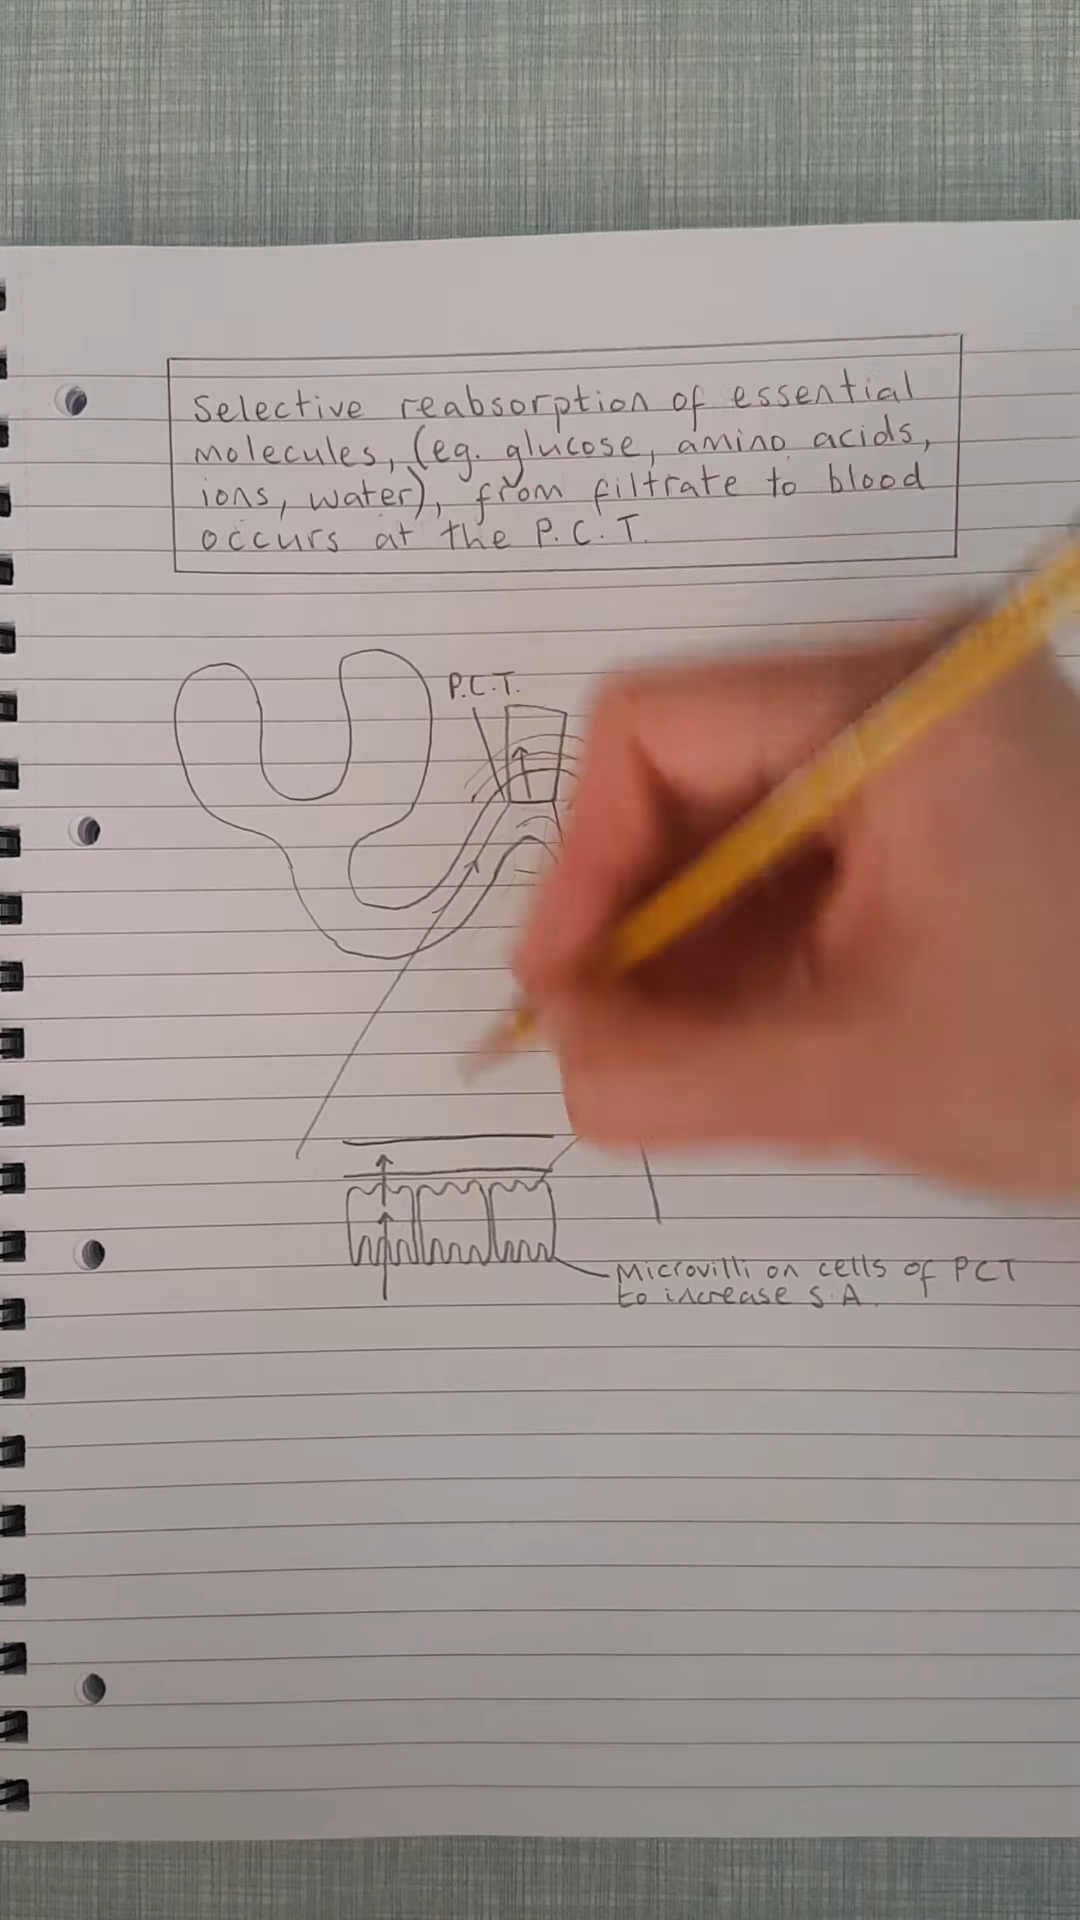 Selective reabsorption of essential
molecules, (eg. glucose, amino acids,
ions, water), from filtrate to blood
occurs at the P.C.T.
P.C.T.
Microvilli on cells of PCT
to increase S.A.